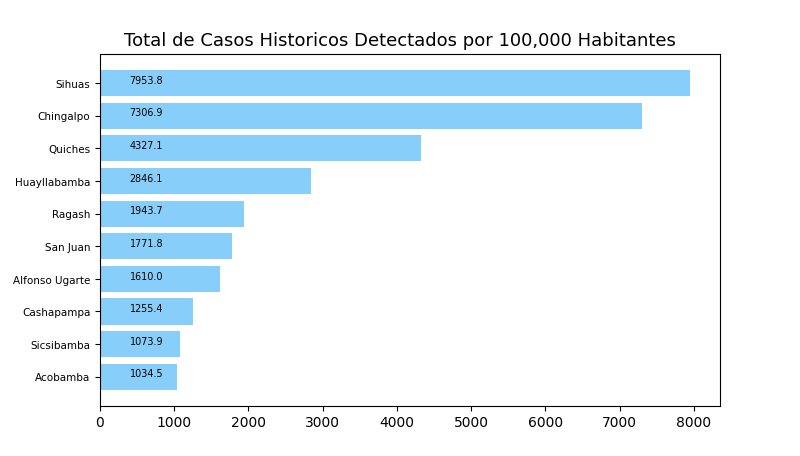 Total de Casos Historicos Detectados por 100,000 Habitantes
Sihuas 7953.8
Chingalpo 7306.9
Quiches 4327.1
Huayllabamba 2846.1
Ragash 1943.7
San Juan 1771.8
Alfonso Ugarte 1610.0
Cashapampa 1255.4
Sicsibamba 1073.9
Acobamba 1034.5
0 1000 2000 3000 4000 5000 6000 7000 8000